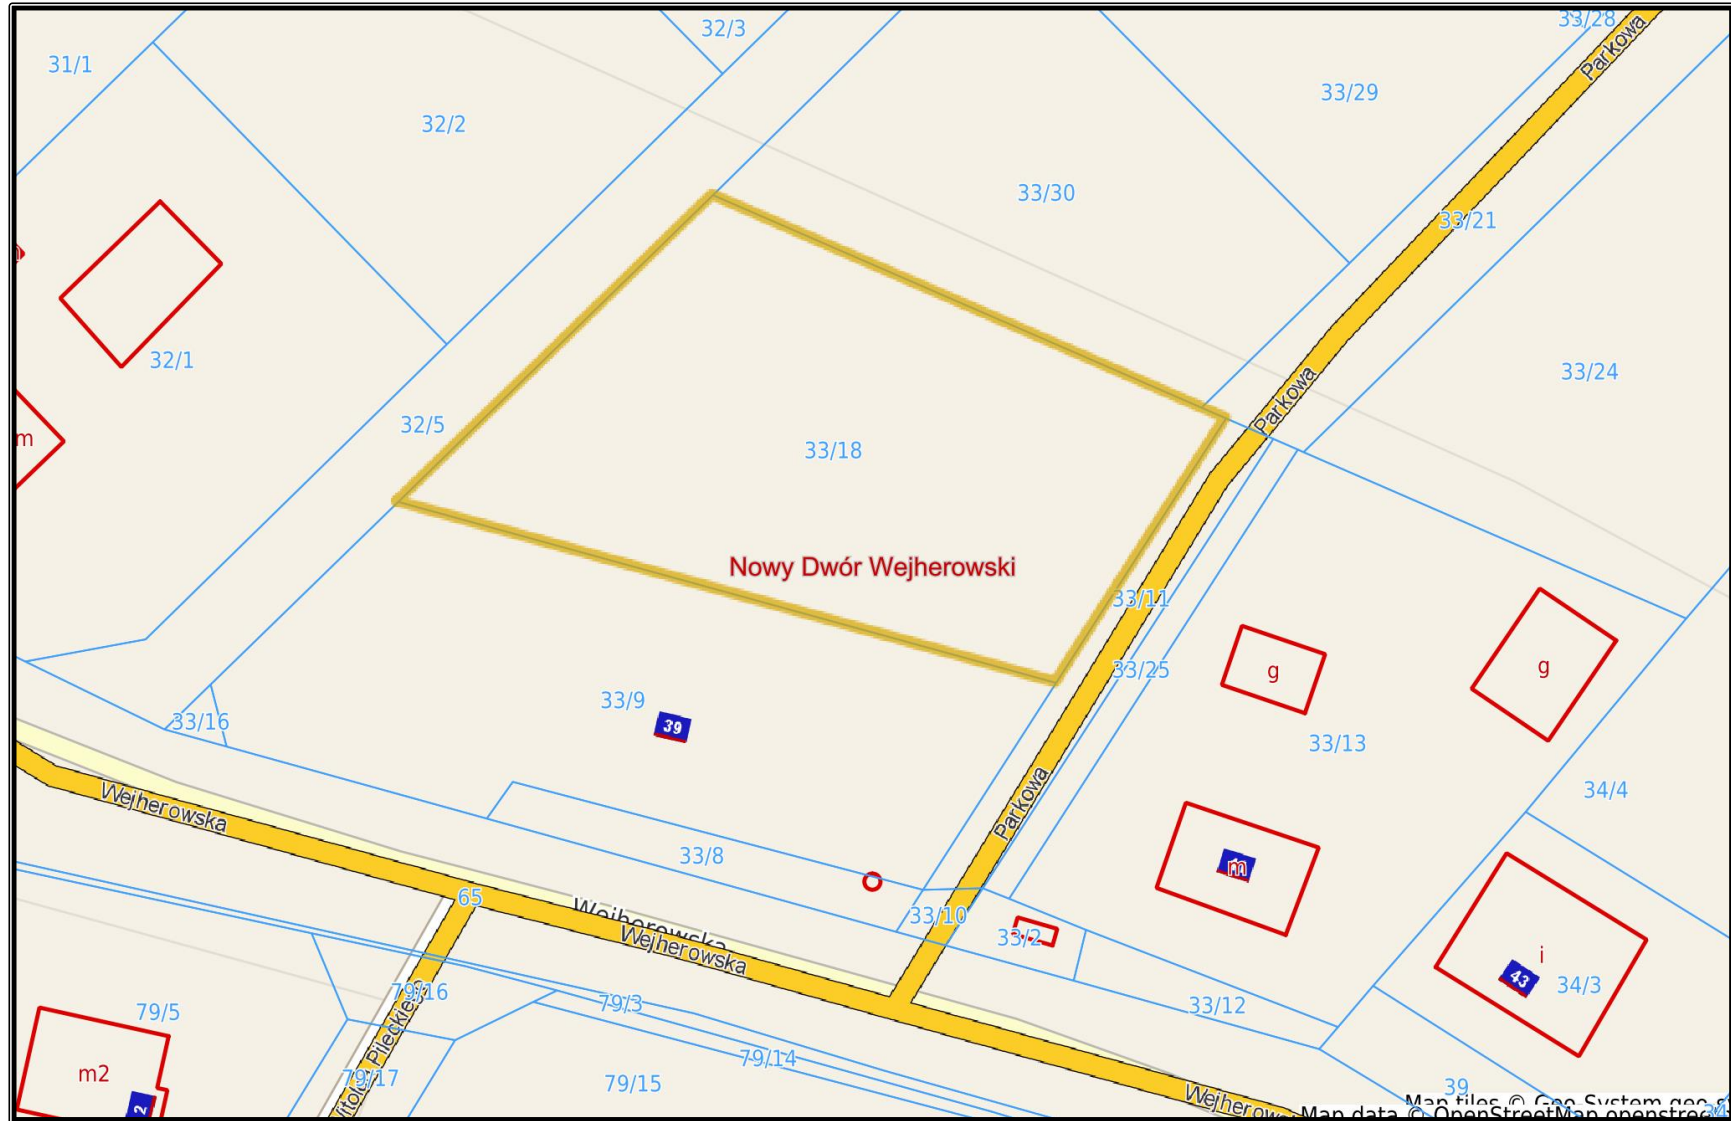 33/28
32/3
Parkowa
31/1
33/29
32/2
33/30
33/21
32/1
Parkowa
33/24
32/5
m
33/18
Nowy Dwór Wejherowski
33/11
33/25
g
g
33/9
33/16
39
33/13
34/4
Wejherowska
Parkowa
33/8
m
65
Wejherowska
33/10
Wejherowska
33/2
i
43
34/3
79/16
79/3
33/12
79/5
Pileckiego
79/14
m2
79/17
79/15
39
2
Map tiles © Geo-System geo-s
Map data © OpenStreetMap openstree